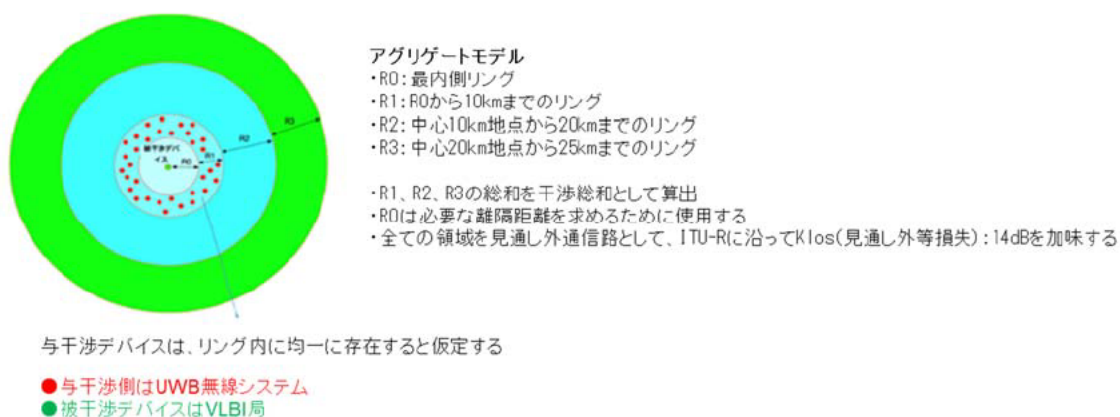 アグリゲートモデル
・R0: 最内側リング
・R1: R0から10kmまでのリング
・R2: 中心10km地点から20kmまでのリング
・R3: 中心20km地点から25kmまでのリング
・R1、R2、R3の総和を干渉総和として算出
・R0は必要な離隔距離を求めるために使用する
・全ての領域を見通し外通信路として、ITU-Rに沿ってKlos(見通し外等損失):14dBを加味する
被干渉デバ
イス
R0
R1
R2
R3
与干渉デバイスは、リング内に均一に存在すると仮定する
●与干渉側はUWB無線システム
●被干渉デバイスはVLBI局